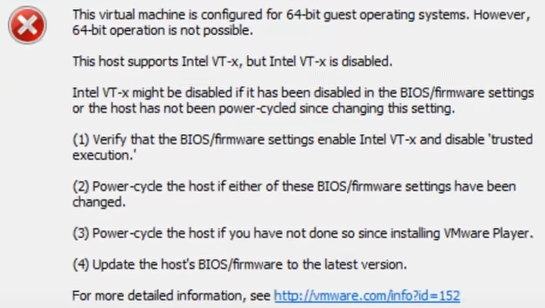 This virtual machine is configured for 64-bit guest operating systems. However,
64-bit operation is not possible.
This host supports Intel VT-x, but Intel VT-x is disabled.
Intel VT-x might be disabled if it has been disabled in the BIOS/firmware settings
or the host has not been power-cycled since changing this setting.
(1) Verify that the BIOS/firmware settings enable Intel VT-x and disable 'trusted
execution.'
(2) Power-cycle the host if either of these BIOS/firmware settings have been
changed.
(3) Power-cycle the host if you have not done so since installing VMware Player.
(4) Update the host's BIOS/firmware to the latest version.
For more detailed information, see http://vmware.com/info?id=152